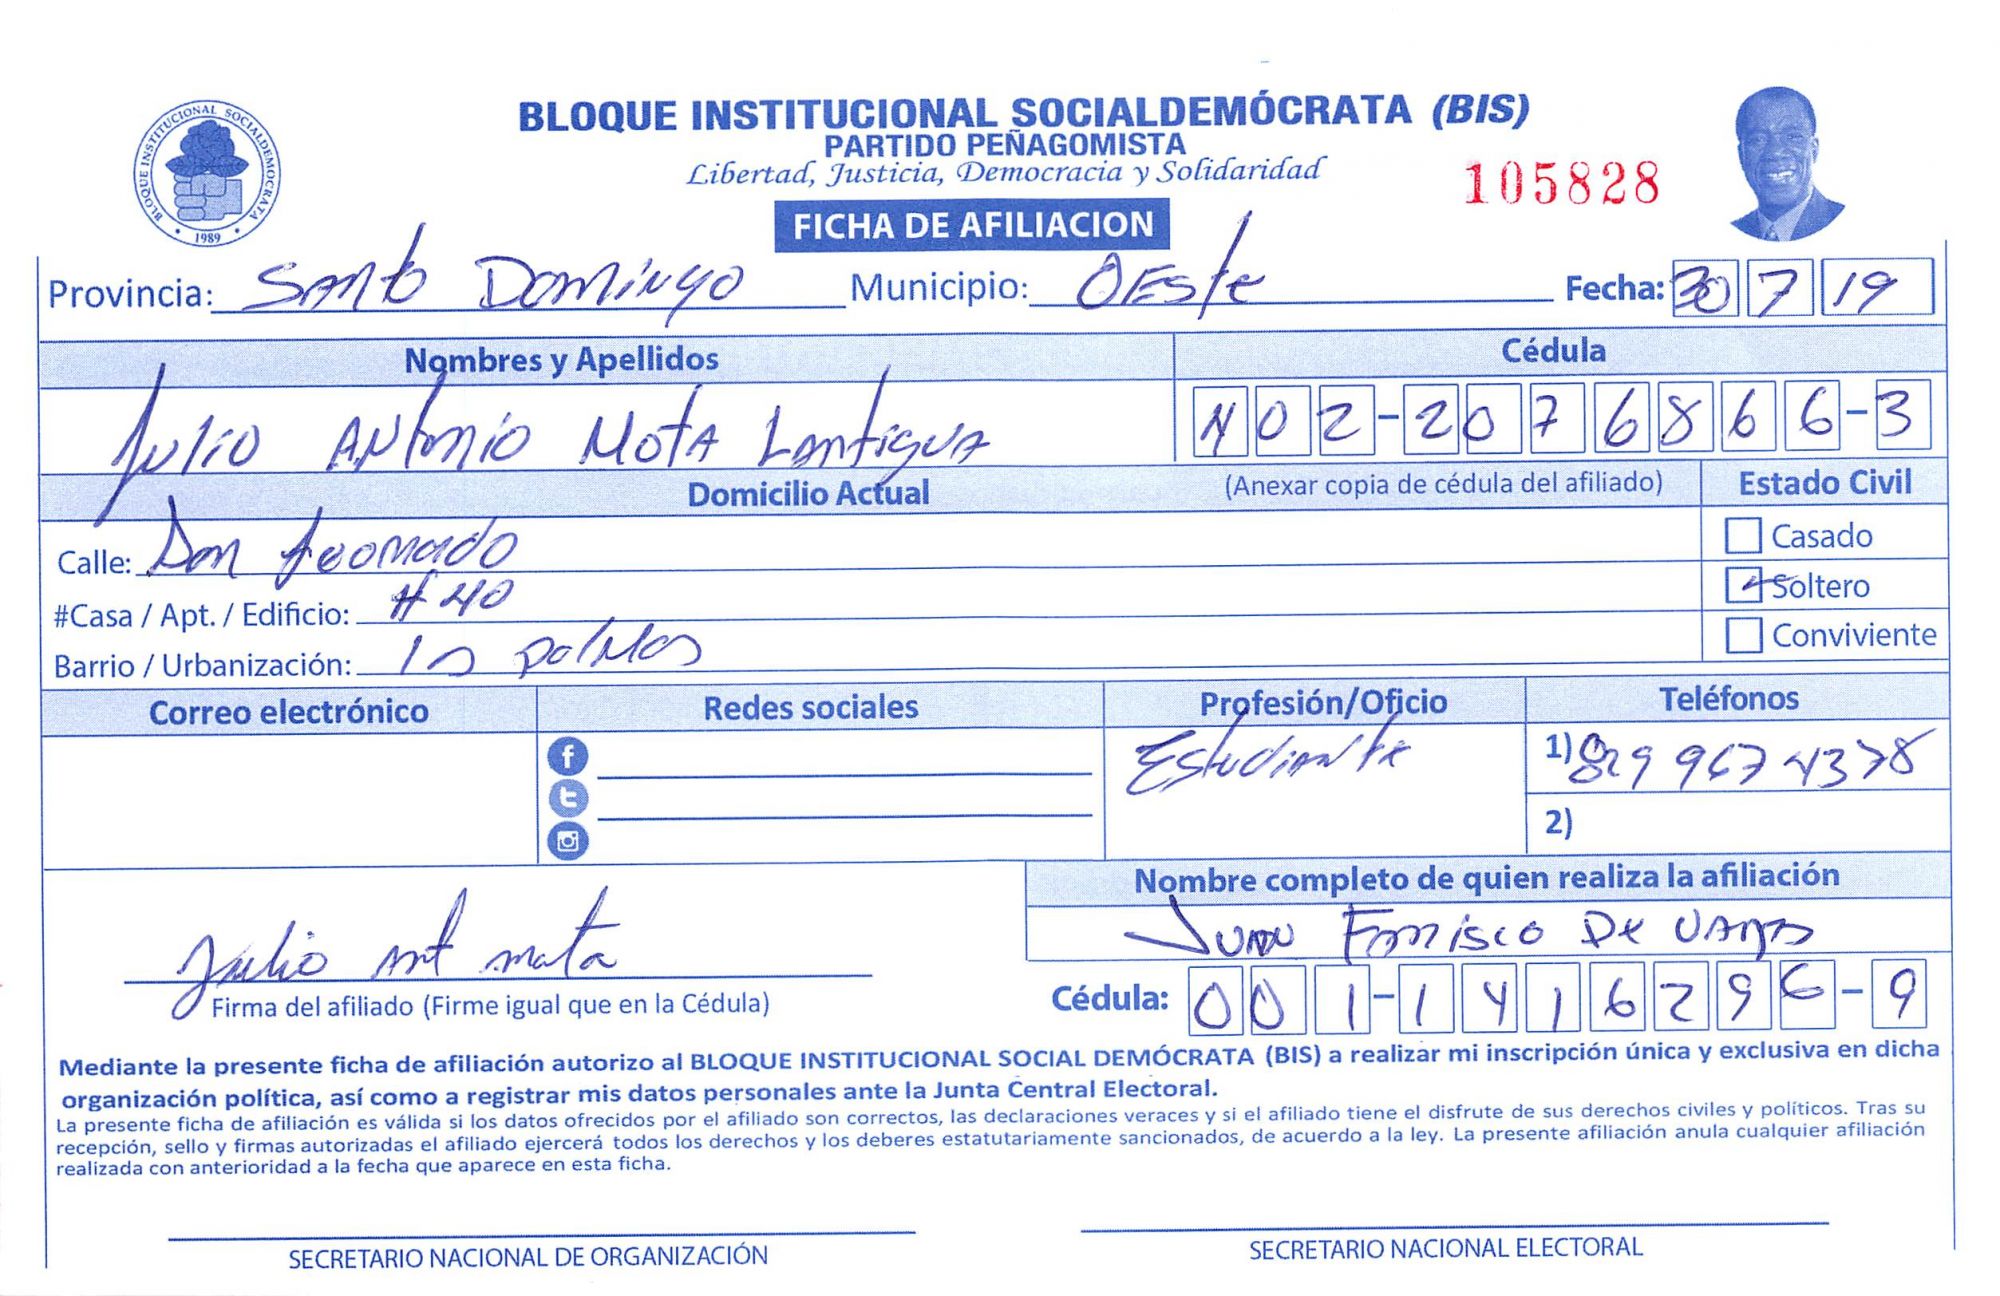 BLOQUE INSTITUCIONAL SOCIALDEMÓCRATA (BIS)
PARTIDO PEÑAGOMISTA
Libertad, Justicia, Democracia y Solidaridad
105828
BLOQUE INSTITUCIONAL SOCIALDEMOCRATA
1989
FICHA DE AFILIACION
Provincia: Santo Domingo Municipio: Oeste Fecha: 30 7 19
Nombres y Apellidos Cédula
Julio Antonio Mota Lantigua 402-2076866-3
Domicilio Actual (Anexar copia de cédula del afiliado) Estado Civil
Calle: Don Casado
#Casa / Apt. / Edificio: #40 Soltero
Barrio / Urbanización: palmas Conviviente
Correo electrónico Redes sociales Profesión/Oficio Teléfonos
Estudiante 1) 829 967 4378
2)
Nombre completo de quien realiza la afiliación
Juan De
Julio Ant mota
Firma del afiliado (Firme igual que en la Cédula) Cédula: 001-1416296-9
Mediante la presente ficha de afiliación autorizo al BLOQUE INSTITUCIONAL SOCIAL DEMÓCRATA (BIS) a realizar mi inscripción única y exclusiva en dicha
organización política, así como a registrar mis datos personales ante la Junta Central Electoral.
La presente ficha de afiliación es válida si los datos ofrecidos por el afiliado son correctos, las declaraciones veraces y si el afiliado tiene el disfrute de sus derechos civiles y políticos. Tras su
recepción, sello y firmas autorizadas el afiliado ejercerá todos los derechos y los deberes estatutariamente sancionados, de acuerdo a la ley. La presente afiliación anula cualquier afiliación
realizada con anterioridad a la fecha que aparece en esta ficha.
SECRETARIO NACIONAL DE ORGANIZACIÓN SECRETARIO NACIONAL ELECTORAL